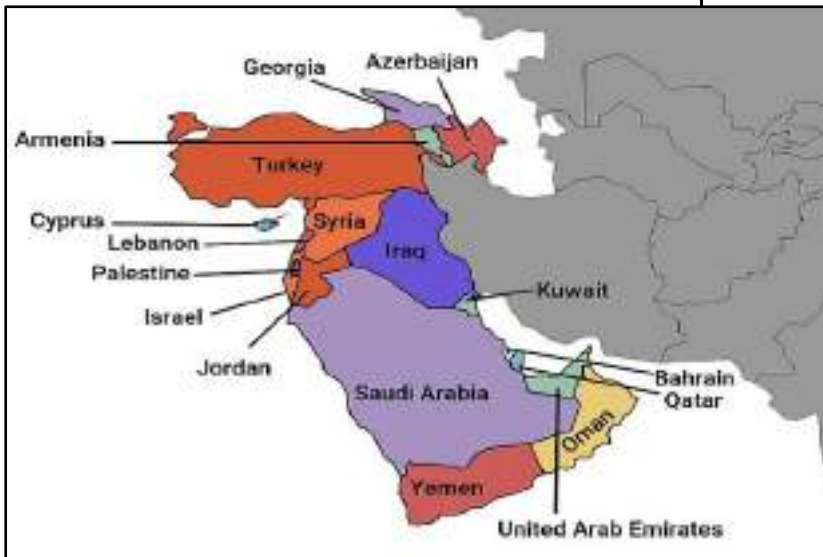 Georgia
Azerbaijan
Armenia
Turkey
Cyprus
Syria
Lebanon
Iraq
Palestine
Kuwait
Israel
Jordan
Bahrain
Saudi Arabia
Qatar
Oman
Yemen
United Arab Emirates